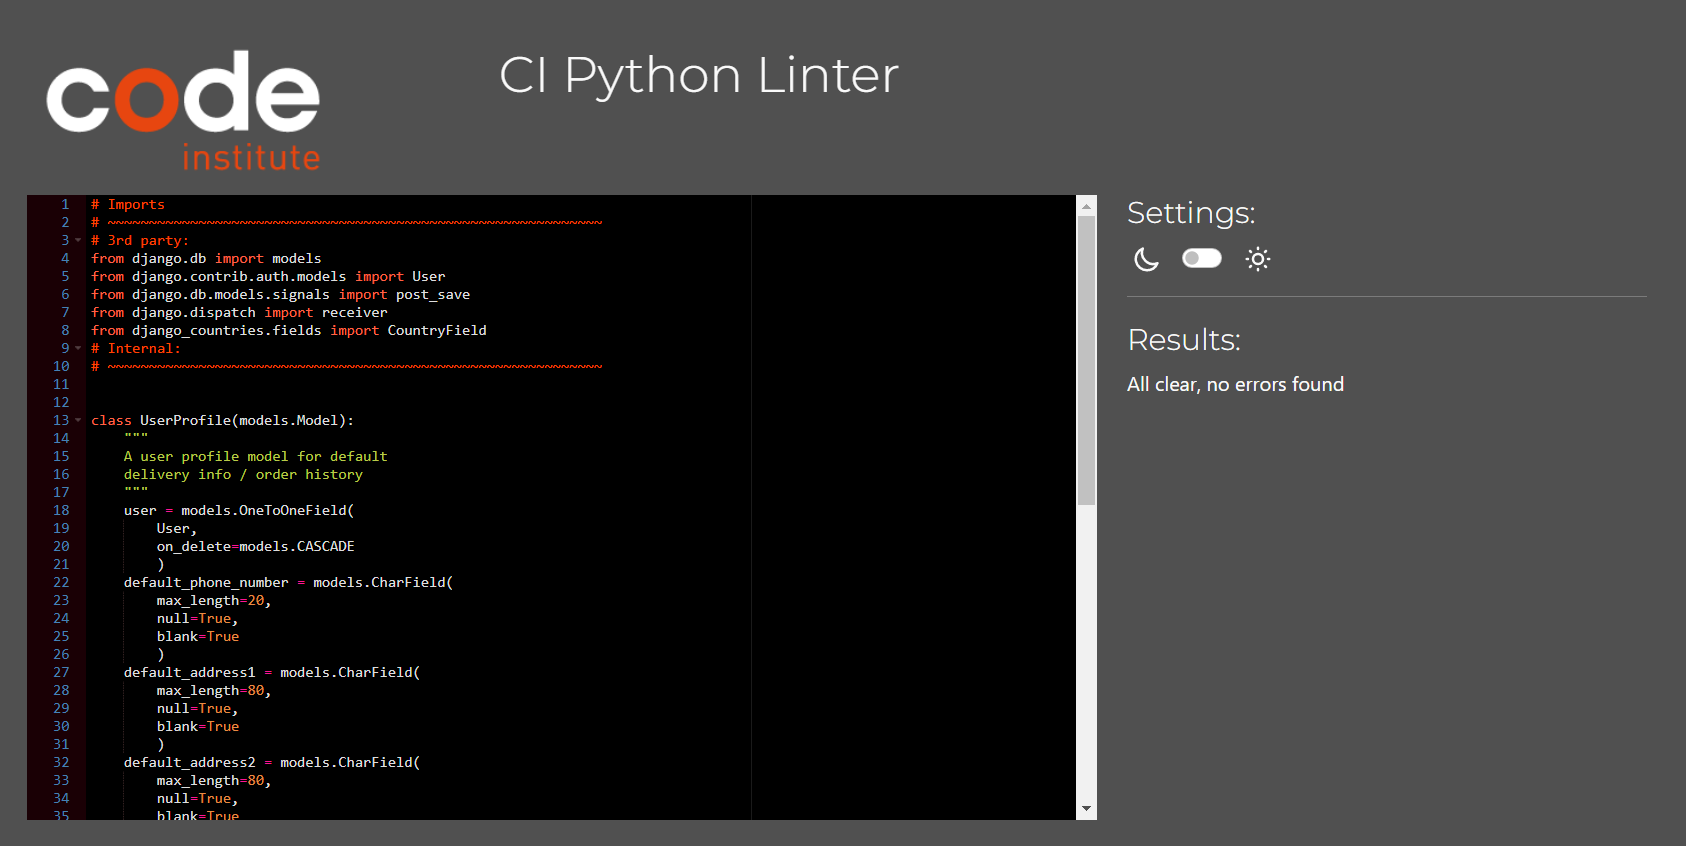 code
institute
CI Python Linter
1 # Imports
2 # ~~~~~~~~~~~~~~~~~~~~~~~~~~~~~~~~~~~~~~~~~~~~~~~~~~~~~~~~~~~~
3 # 3rd party:
4 from django.db import models
5 from django.contrib.auth.models import User
6 from django.db.models.signals import post_save
7 from django.dispatch import receiver
8 from django_countries.fields import CountryField
9 # Internal:
10 # ~~~~~~~~~~~~~~~~~~~~~~~~~~~~~~~~~~~~~~~~~~~~~~~~~~~~~~~~~~~~
11
12
13 class UserProfile(models.Model):
14     """
15     A user profile model for default
16     delivery info / order history
17     """
18     user = models.OneToOneField(
19         User,
20         on_delete=models.CASCADE
21         )
22     default_phone_number = models.CharField(
23         max_length=20,
24         null=True,
25         blank=True
26         )
27     default_address1 = models.CharField(
28         max_length=80,
29         null=True,
30         blank=True
31         )
32     default_address2 = models.CharField(
33         max_length=80,
34         null=True,
35         blank=True
Settings:
Results:
All clear, no errors found